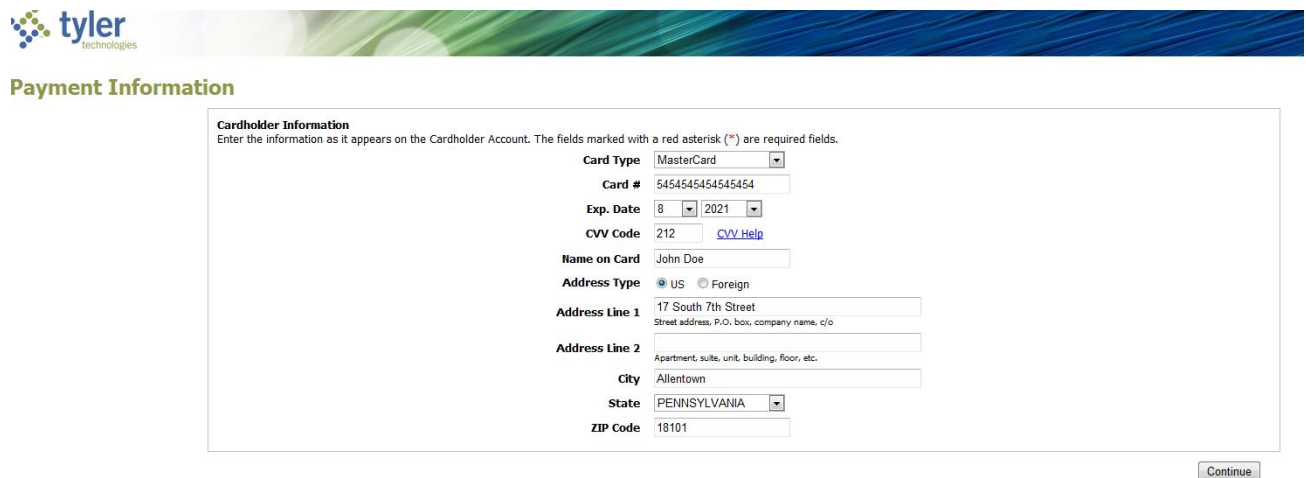 tyler
technologies
Payment Information
Cardholder Information
Enter the information as it appears on the Cardholder Account. The fields marked with a red asterisk (*) are required fields.
Card Type MasterCard
Card # 5454545454545454
Exp. Date 8 2021
CVV Code 212 CVV Help
Name on Card John Doe
Address Type US Foreign
Address Line 1 17 South 7th Street
Street address, P.O. box, company name, c/o
Address Line 2
Apartment, suite, unit, building, floor, etc.
City Allentown
State PENNSYLVANIA
ZIP Code 18101
Continue